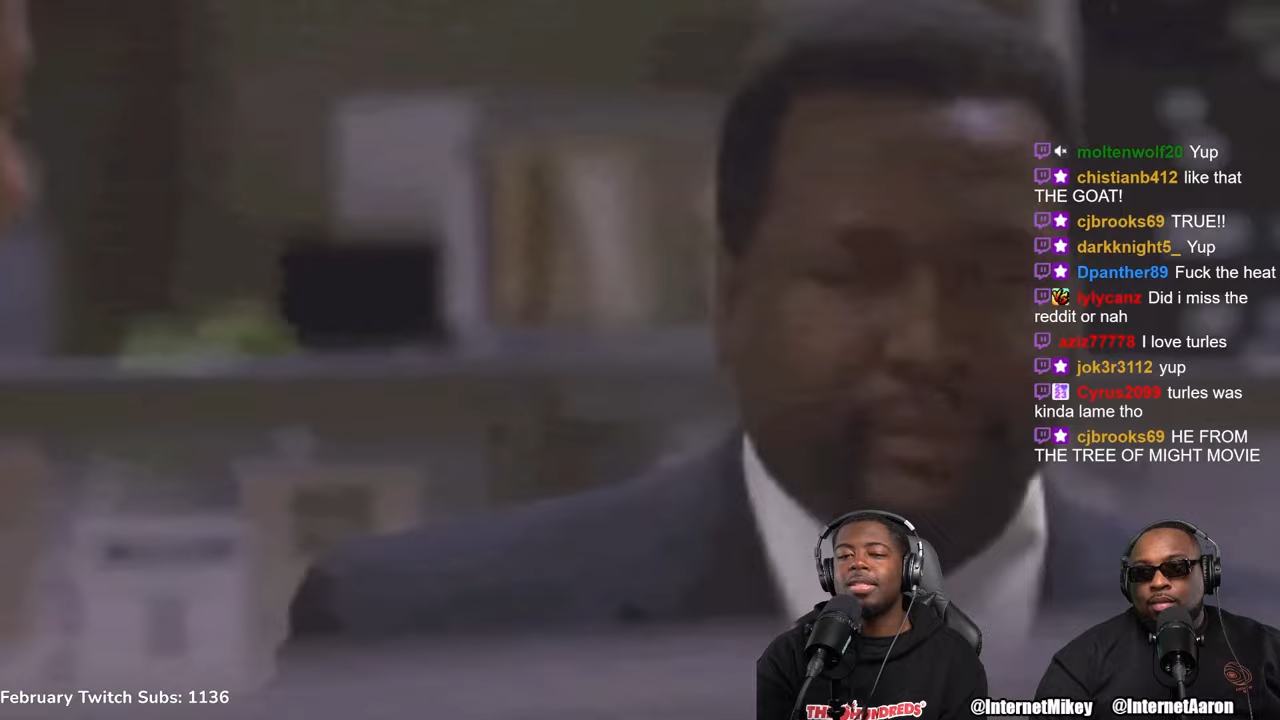 moltenwolf20 Yup
chistianb412 like that
THE GOAT!
cjbrooks69 TRUE!!
darkknight5_ Yup
Dpanther89 Fuck the heat
lylycanz Did i miss the
reddit or nah
aziz77778 I love turles
jok3r3112 yup
Cyrus2099 turles was
kinda lame tho
cjbrooks69 HE FROM
THE TREE OF MIGHT MOVIE
THE HUNDREDS
@InternetMikey @InternetAaron
February Twitch Subs: 1136